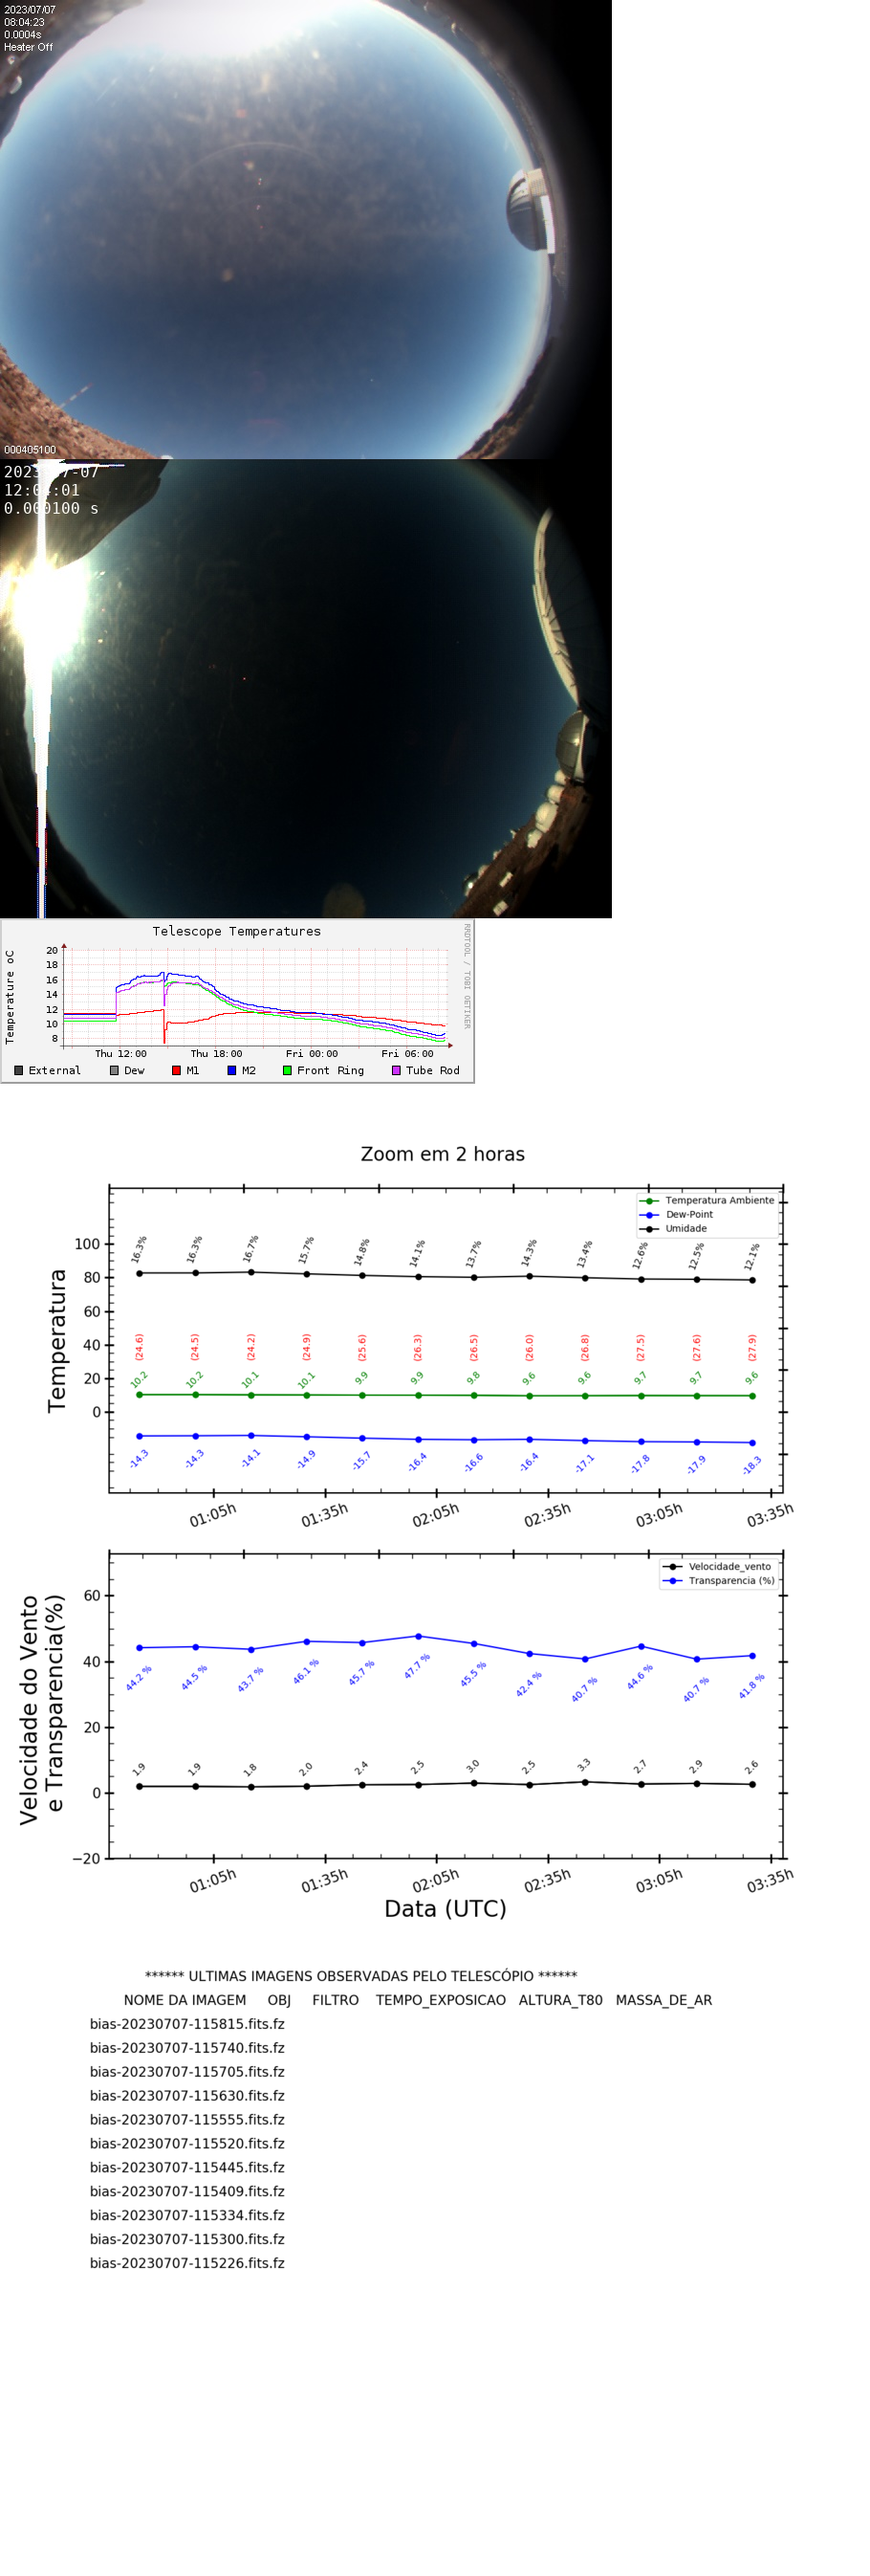 2023/07/07
08:04:23
0.0004s
Heater Off
000405100
2023-07-07
12:04:01
0.000100 s
Telescope Temperatures
RRDTOOL / TOBI OETIKER
Temperature oC
20
18
16
14
12
10
8
Thu 12:00 Thu 18:00 Fri 00:00 Fri 06:00
External Dew M1 M2 Front Ring Tube Rod
Zoom em 2 horas
Temperatura Ambiente
Dew-Point
Umidade
Temperatura
100
80
60
40
20
0
16.3% 16.3% 16.7% 15.7% 14.8% 14.1% 13.7% 14.3% 13.4% 12.6% 12.5% 12.1%
(24.6) (24.5) (24.2) (24.9) (25.6) (26.3) (26.5) (26.0) (26.8) (27.5) (27.6) (27.9)
10.2 10.2 10.1 10.1 9.9 9.9 9.8 9.6 9.6 9.7 9.7 9.6
-14.3 -14.3 -14.1 -14.9 -15.7 -16.4 -16.6 -16.4 -17.1 -17.8 -17.9 -18.3
01:05h 01:35h 02:05h 02:35h 03:05h 03:35h
Velocidade_vento
Transparencia (%)
Velocidade do Vento
e Transparencia(%)
60
40
20
0
−20
44.2 % 44.5 % 43.7 % 46.1 % 45.7 % 47.7 % 45.5 % 42.4 % 40.7 % 44.6 % 40.7 % 41.8 %
1.9 1.9 1.8 2.0 2.4 2.5 3.0 2.5 3.3 2.7 2.9 2.6
01:05h 01:35h 02:05h 02:35h 03:05h 03:35h
Data (UTC)
****** ULTIMAS IMAGENS OBSERVADAS PELO TELESCÓPIO ******
NOME DA IMAGEM OBJ FILTRO TEMPO_EXPOSICAO ALTURA_T80 MASSA_DE_AR
bias-20230707-115815.fits.fz
bias-20230707-115740.fits.fz
bias-20230707-115705.fits.fz
bias-20230707-115630.fits.fz
bias-20230707-115555.fits.fz
bias-20230707-115520.fits.fz
bias-20230707-115445.fits.fz
bias-20230707-115409.fits.fz
bias-20230707-115334.fits.fz
bias-20230707-115300.fits.fz
bias-20230707-115226.fits.fz